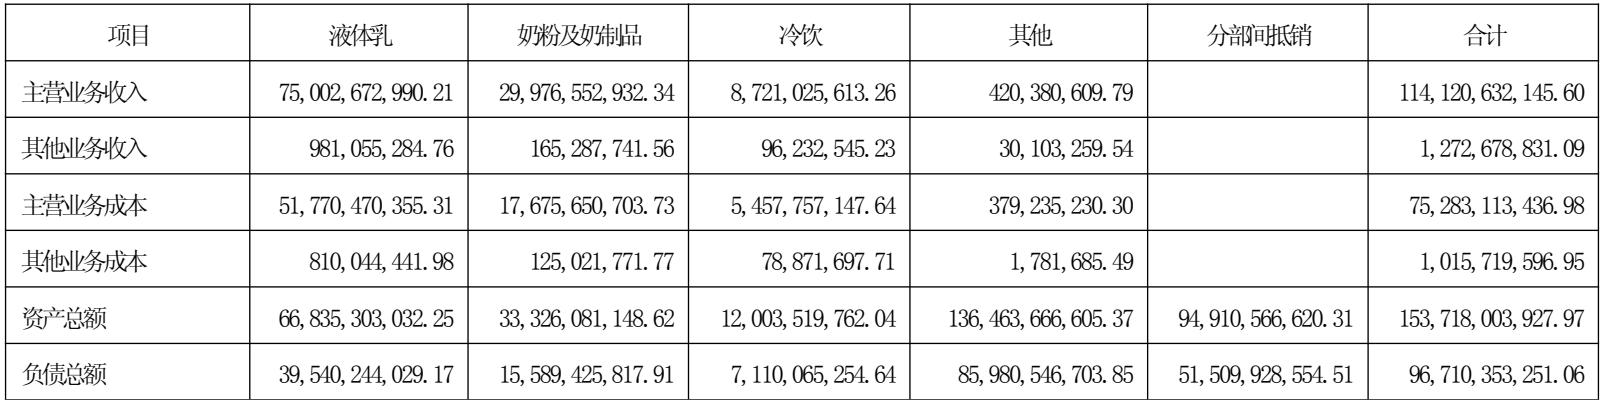 项目 液体乳 奶粉及奶制品 冷饮 其他 分部间抵销 合计
主营业务收入 75,002,672,990.21 29,976,552,932.34 8,721,025,613.26 420,380,609.79 114,120,632,145.60
其他业务收入 981,055,284.76 165,287,741.56 96,232,545.23 30,103,259.54 1,272,678,831.09
主营业务成本 51,770,470,355.31 17,675,650,703.73 5,457,757,147.64 379,235,230.30 75,283,113,436.98
其他业务成本 810,044,441.98 125,021,771.77 78,871,697.71 1,781,685.49 1,015,719,596.95
资产总额 66,835,303,032.25 33,326,081,148.62 12,003,519,762.04 136,463,666,605.37 94,910,566,620.31 153,718,003,927.97
负债总额 39,540,244,029.17 15,589,425,817.91 7,110,065,254.64 85,980,546,703.85 51,509,928,554.51 96,710,353,251.06